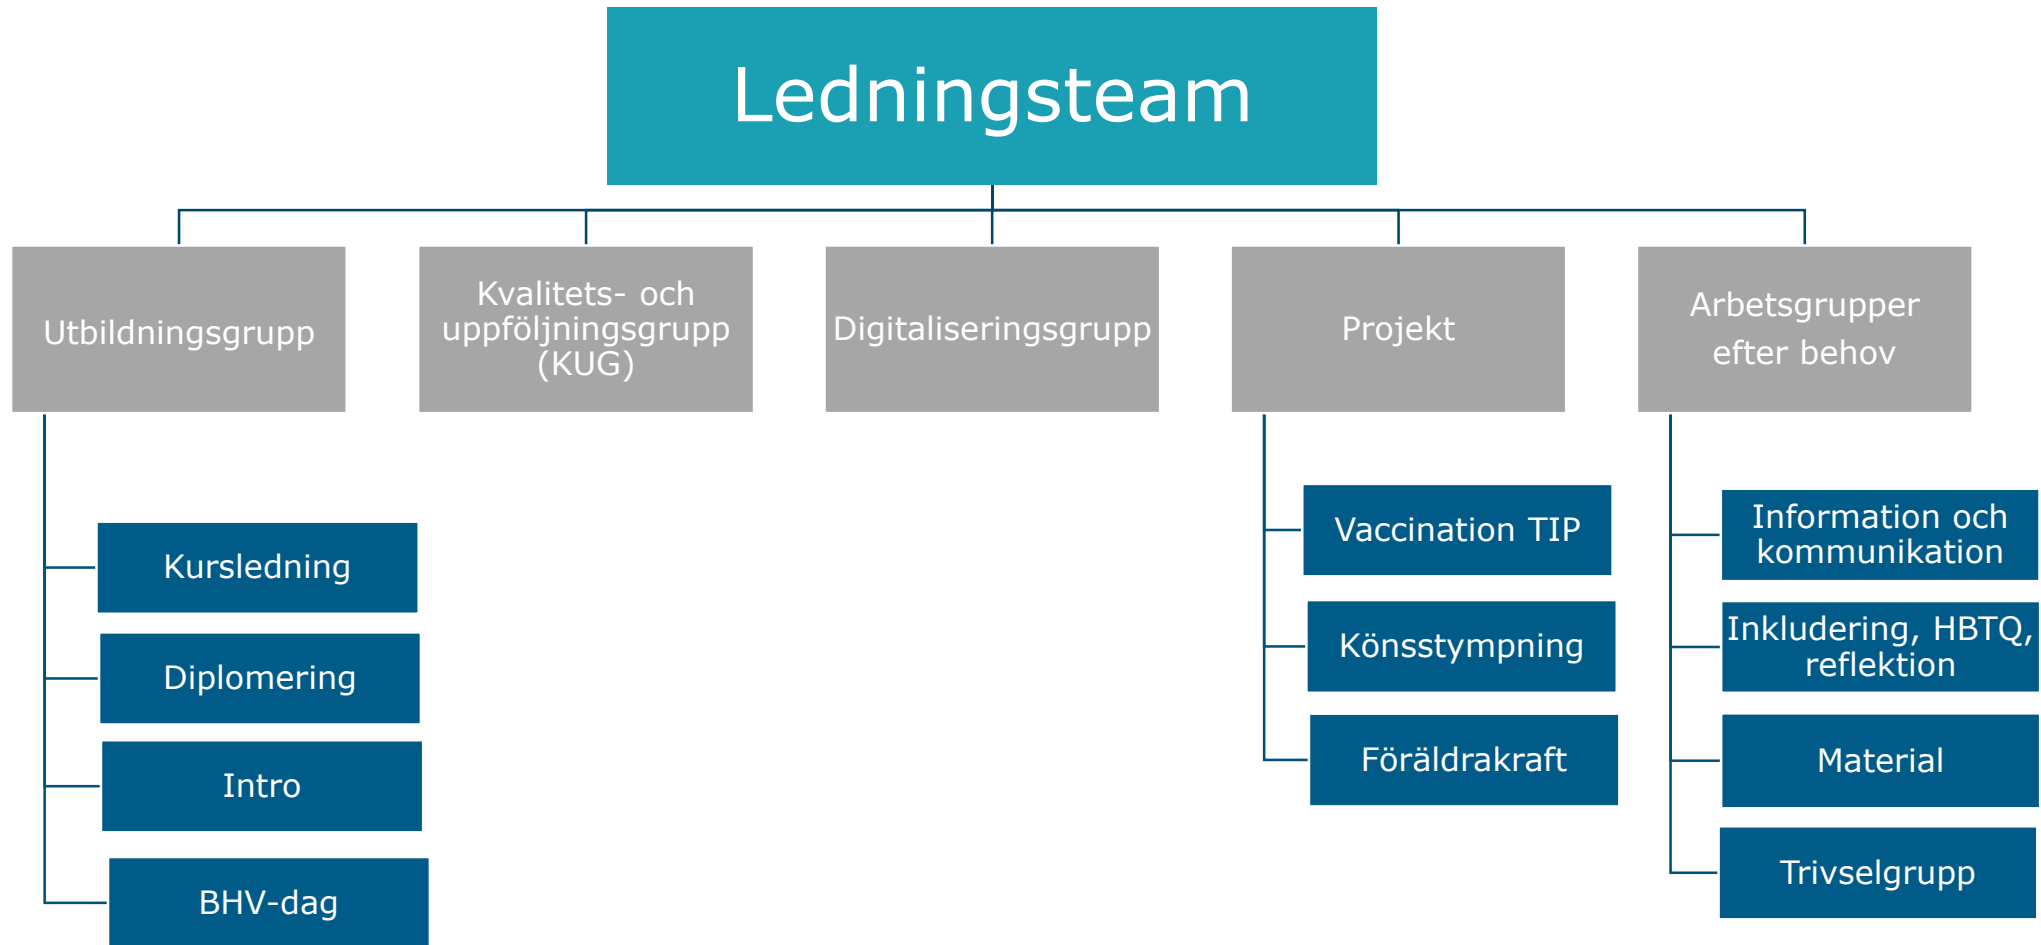 Ledningsteam
Utbildningsgrupp
Kvalitets- och
uppföljningsgrupp
(KUG)
Digitaliseringsgrupp
Projekt
Arbetsgrupper
efter behov
Kursledning
Diplomering
Intro
BHV-dag
Vaccination TIP
Könsstympning
Föräldrakraft
Information och
kommunikation
Inkludering, HBTQ,
reflektion
Material
Trivselgrupp